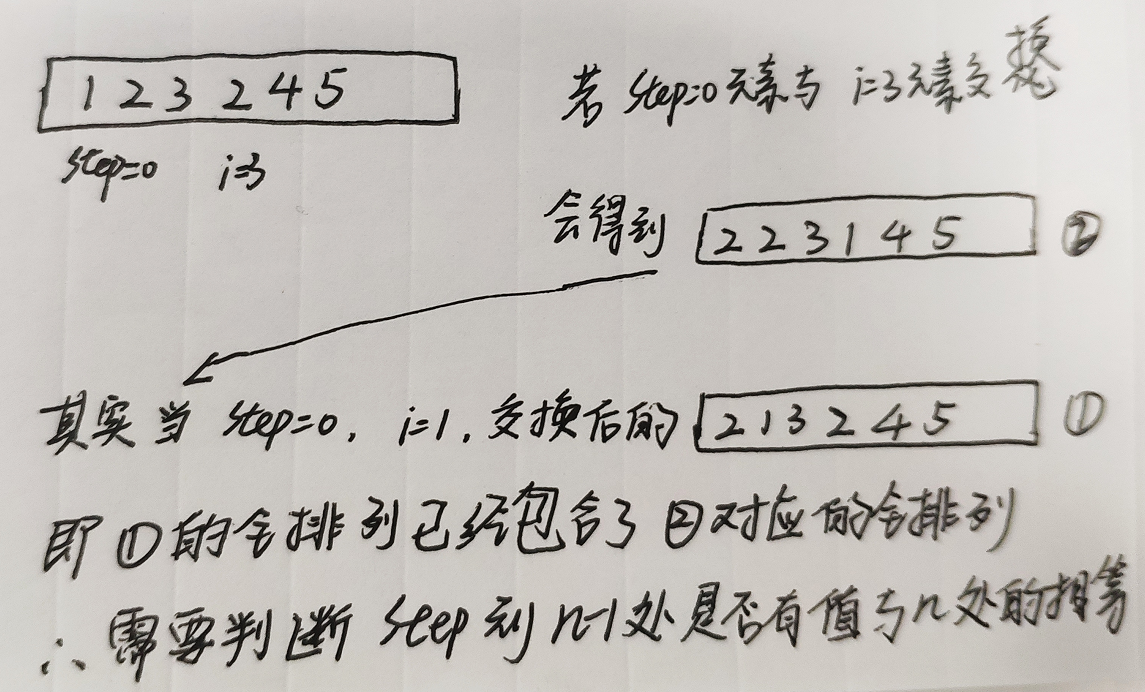 1 2 3 2 4 5
若 step=0元素与 i=3元素交换
step=0 i=3
会得到 2 2 3 1 4 5 ②
其实当 step=0, i=1, 交换后的 2 1 3 2 4 5 ①
即 ①的全排列已经包含了②对应的全排列
∴ 需要判断 step 到 n-1处是否有值与n处的相等